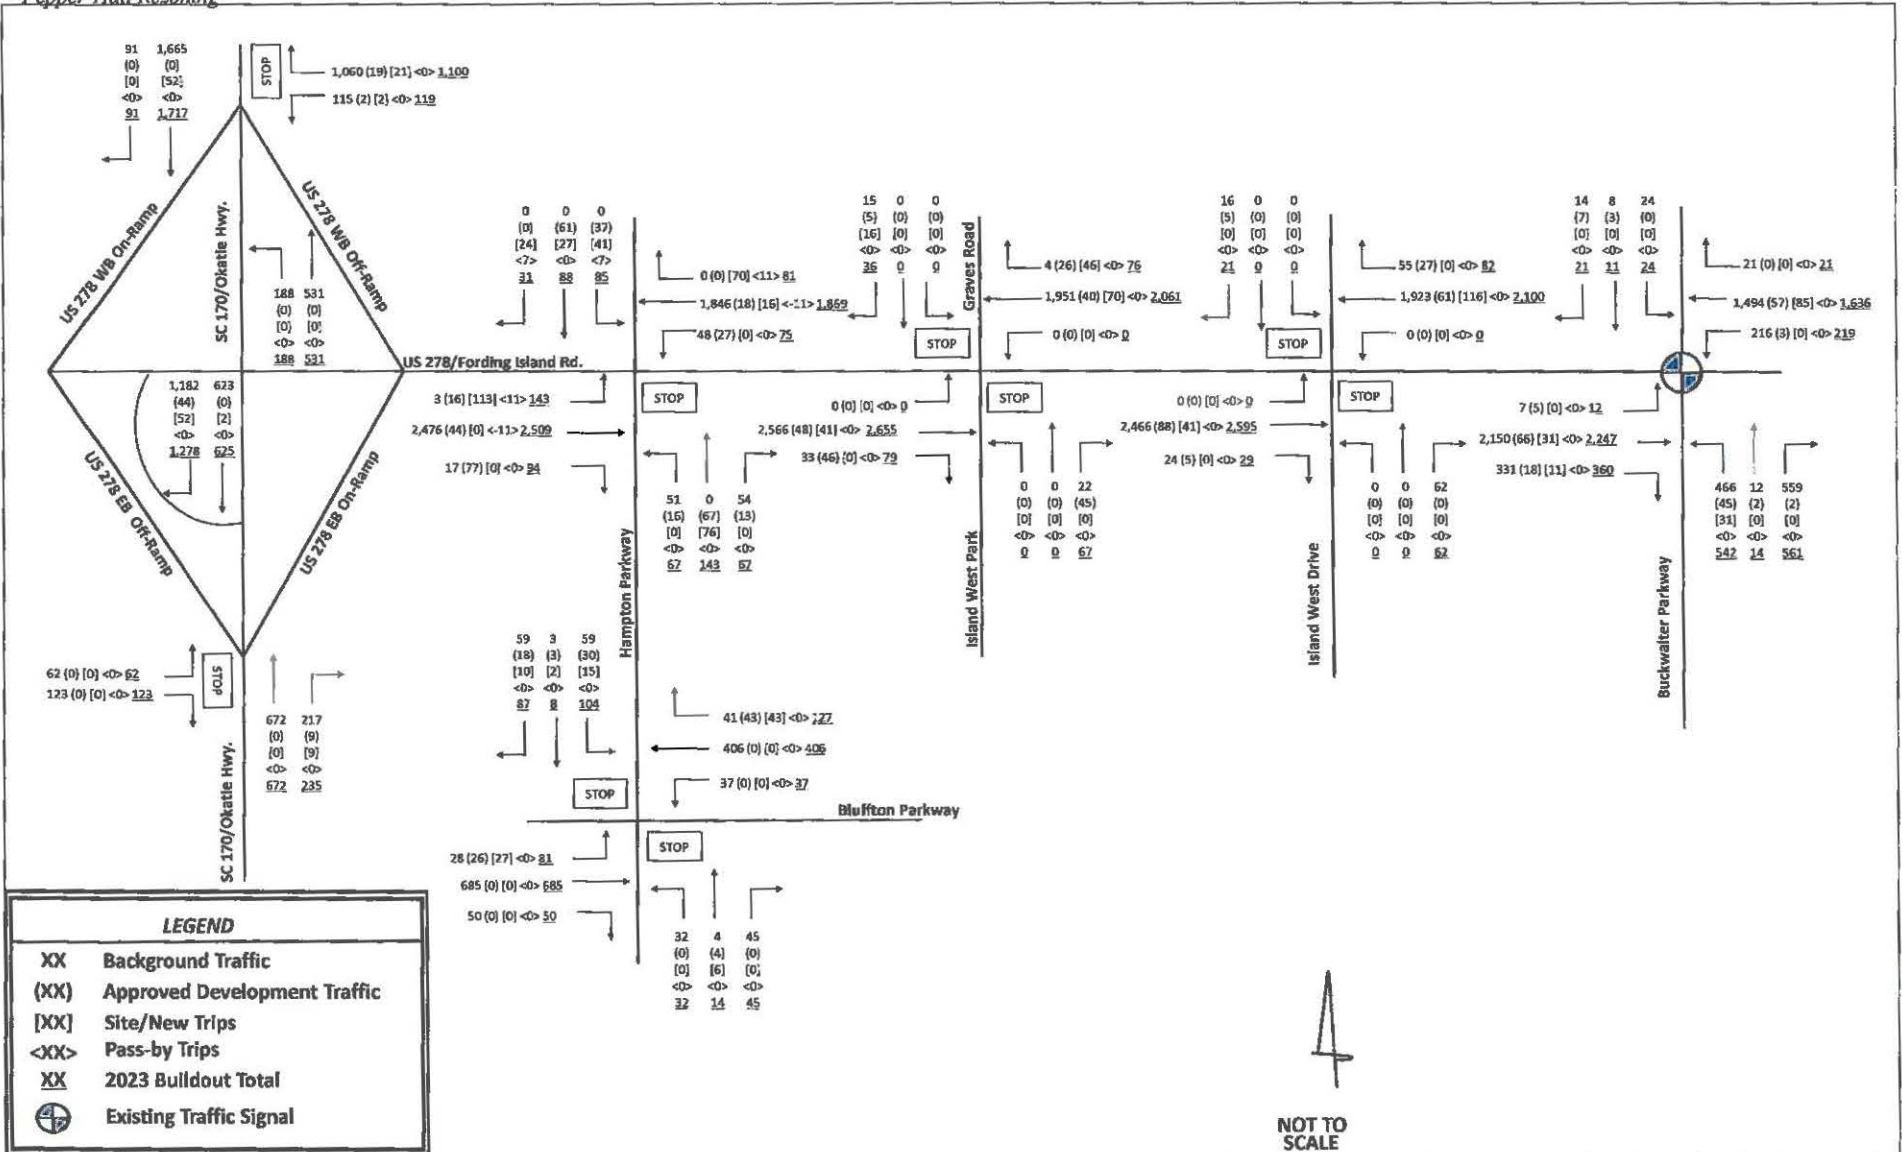 91 1,665
(0) (0)
[0] [52]
<0> <0>
91 1,717
STOP
1,060 (19) [21] <0> 1,100
115 (2) [2] <0> 119
US 278 WB On-Ramp
SC 170/Okatie Hwy.
US 278 WB Off-Ramp
188 531
(0) (0)
[0] [0]
<0> <0>
188 531
1,182 623
(44) (0)
[52] [2]
<0> <0>
1,278 625
US 278 EB Off-Ramp
US 278 EB On-Ramp
62 (0) [0] <0> 62
123 (0) [0] <0> 123
STOP
672 217
(0) (9)
[0] [9]
<0> <0>
672 235
SC 170/Okatie Hwy.
US 278/Fording Island Rd.
0 0 0
(0) (61) (37)
[24] [27] [41]
<7> <0> <7>
31 88 85
0 (0) [70] <11> 81
1,846 (18) [16] <-11> 1,869
48 (27) [0] <0> 75
3 (16) [113] <11> 143
2,476 (44) [0] <-11> 2,509
17 (77) [0] <0> 94
STOP
51 0 54
(16) (67) (13)
[0] [76] [0]
<0> <0> <0>
67 143 67
Hampton Parkway
15 0 0
(5) (0) (0)
[16] [0] [0]
<0> <0> <0>
36 0 0
STOP
Graves Road
4 (26) [46] <0> 76
1,951 (40) [70] <0> 2,061
0 (0) [0] <0> 0
0 (0) [0] <0> 0
2,566 (48) [41] <0> 2,655
33 (46) [0] <0> 79
STOP
0 0 22
(0) (0) (45)
[0] [0] [0]
<0> <0> <0>
0 0 67
Island West Park
16 0 0
(5) (0) (0)
[0] [0] [0]
<0> <0> <0>
21 0 0
STOP
55 (27) [0] <0> 82
1,923 (61) [116] <0> 2,100
0 (0) [0] <0> 0
0 (0) [0] <0> 0
2,466 (88) [41] <0> 2,595
24 (5) [0] <0> 29
STOP
0 0 62
(0) (0) (0)
[0] [0] [0]
<0> <0> <0>
0 0 62
Island West Drive
14 8 24
(7) (3) (0)
[0] [0] [0]
<0> <0> <0>
21 11 24
21 (0) [0] <0> 21
1,494 (57) [85] <0> 1,636
216 (3) [0] <0> 219
7 (5) [0] <0> 12
2,150 (66) [31] <0> 2,247
331 (18) [11] <0> 360
466 12 559
(45) (2) (2)
[31] [0] [0]
<0> <0> <0>
542 14 561
Buckwalter Parkway
59 3 59
(18) (3) (30)
[10] [2] [15]
<0> <0> <0>
87 8 104
STOP
41 (43) [43] <0> 127
406 (0) [0] <0> 406
37 (0) [0] <0> 37
Bluffton Parkway
28 (26) [27] <0> 81
685 (0) [0] <0> 685
50 (0) [0] <0> 50
STOP
32 4 45
(0) (4) (0)
[0] [6] [0]
<0> <0> <0>
32 14 45
LEGEND
XX Background Traffic
(XX) Approved Development Traffic
[XX] Site/New Trips
<XX> Pass-by Trips
XX 2023 Buildout Total
Existing Traffic Signal
NOT TO
SCALE